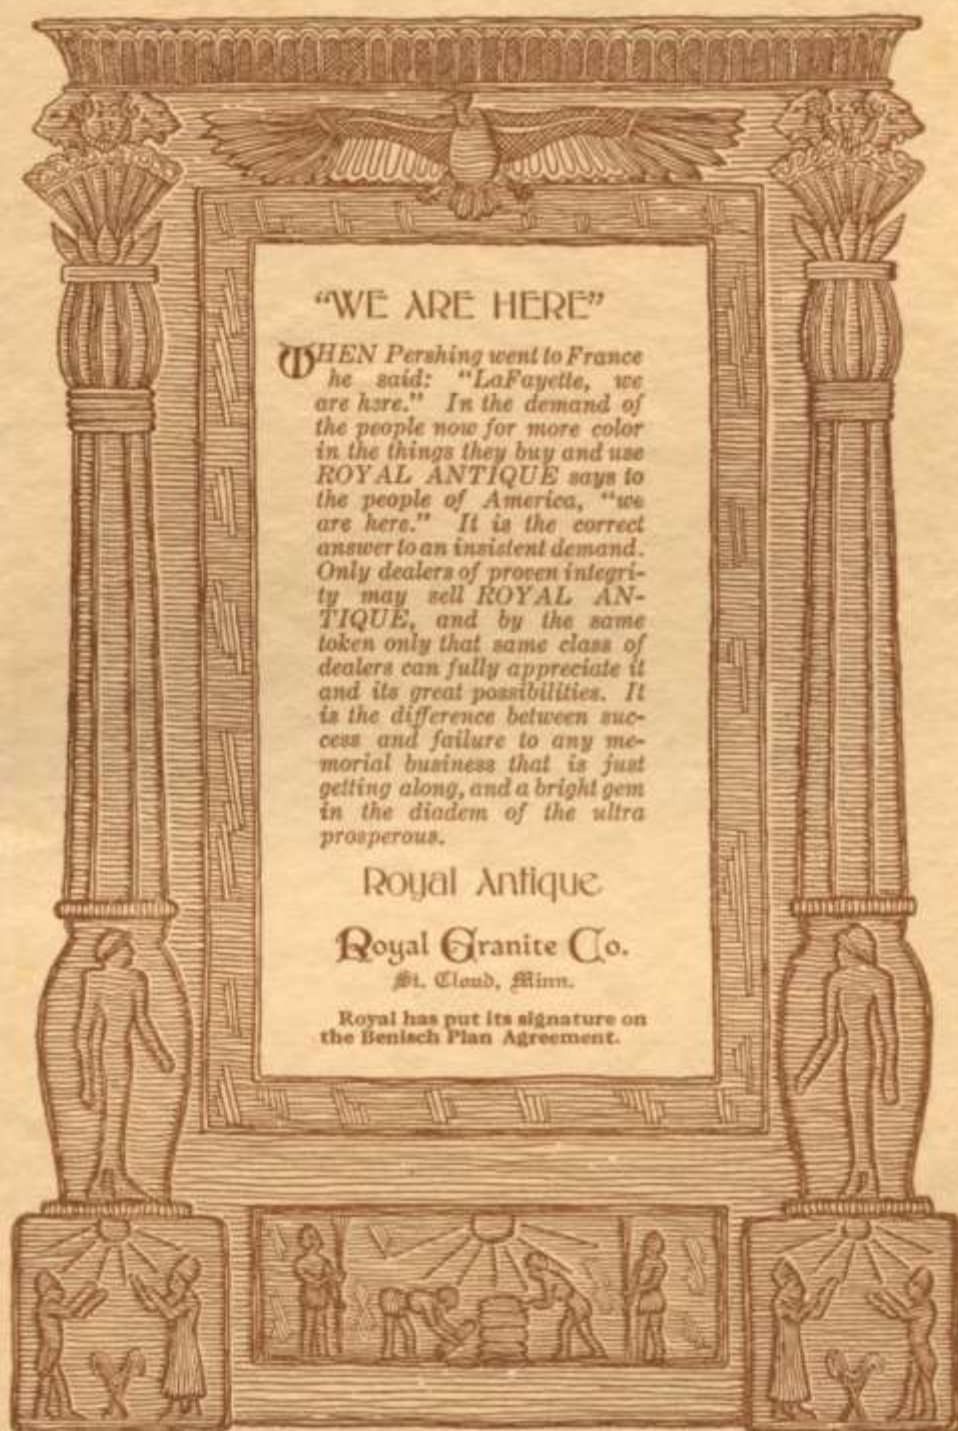 “WE ARE HERE”
WHEN Pershing went to France
he said: “LaFayette, we
are here.” In the demand of
the people now for more color
in the things they buy and use
ROYAL ANTIQUE says to
the people of America, “we
are here.” It is the correct
answer to an insistent demand.
Only dealers of proven integri-
ty may sell ROYAL AN-
TIQUE, and by the same
token only that same class of
dealers can fully appreciate it
and its great possibilities. It
is the difference between suc-
cess and failure to any me-
morial business that is just
getting along, and a bright gem
in the diadem of the ultra
prosperous.
Royal Antique
Royal Granite Co.
St. Cloud, Minn.
Royal has put its signature on
the Benisch Plan Agreement.